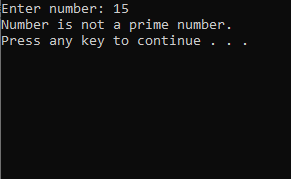 Enter number: 15
Number is not a prime number.
Press any key to continue . . .